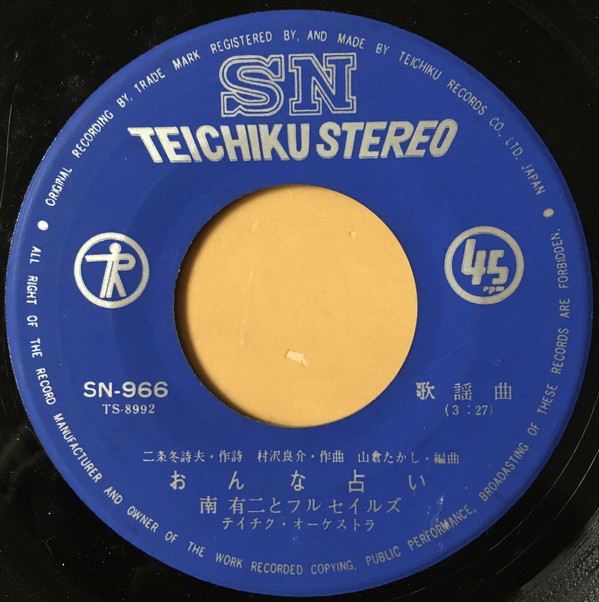 ORIGINAL RECORDING BY, TRADE MARK REGISTERED BY, AND MADE BY TEICHIKU RECORDS CO., LTD. JAPAN
SN
TEICHIKU STEREO
TR
45
rpm
SN-966
TS-8992
歌謡曲
(3:27)
二条冬詩夫・作詩 村沢良介・作曲 山倉たかし・編曲
おんな占い
南 有二とフルセイルズ
テイチク・オーケストラ
ALL RIGHT OF THE RECORD MANUFACTURER AND OWNER OF THE WORK RECORDED COPYING, PUBLIC PERFORMANCE, BROADCASTING OF THESE RECORDS ARE FORBIDDEN.